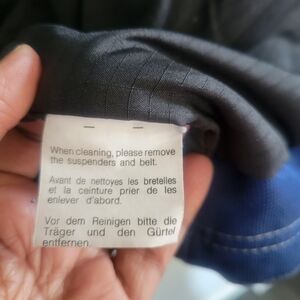 When cleaning, please remove
the suspenders and belt.
Avant de nettoyes les bretelles
et la ceinture prier de les
enlever d'abord.
Vor dem Reinigen bitte die
Träger und den Gürtel
entfernen.